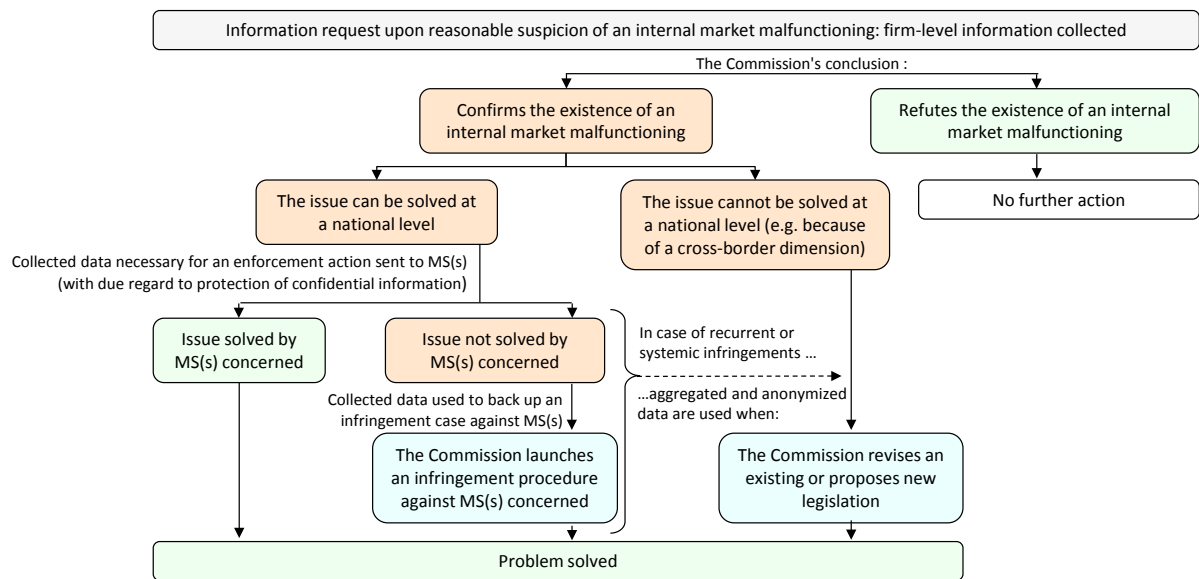 Information request upon reasonable suspicion of an internal market malfunctioning: firm-level information collected
The Commission's conclusion :
Confirms the existence of an
internal market malfunctioning
Refutes the existence of an internal
market malfunctioning
No further action
The issue can be solved at
a national level
The issue cannot be solved at
a national level (e.g. because
of a cross-border dimension)
Collected data necessary for an enforcement action sent to MS(s)
(with due regard to protection of confidential information)
Issue solved by
MS(s) concerned
Issue not solved by
MS(s) concerned
In case of recurrent or
systemic infringements ...
...aggregated and anonymized
data are used when:
Collected data used to back up an
infringement case against MS(s)
The Commission launches
an infringement procedure
against MS(s) concerned
The Commission revises an
existing or proposes new
legislation
Problem solved